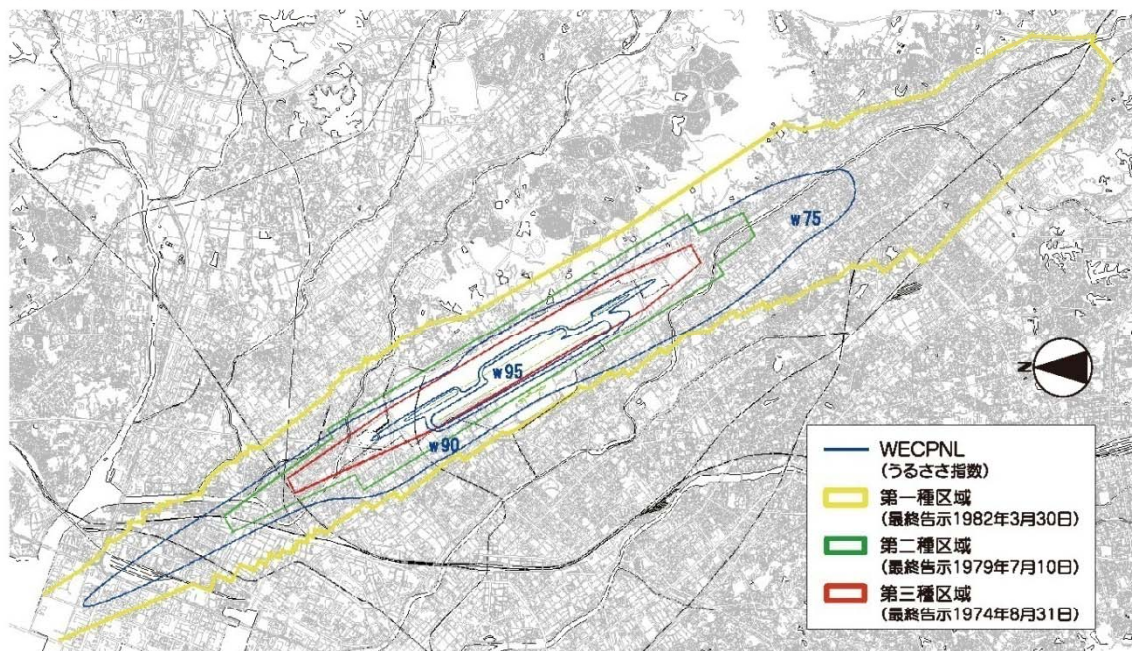 w75
w95
w90
N
WECPNL
(うるささ指数)
第一種区域
(最終告示1982年3月30日)
第二種区域
(最終告示1979年7月10日)
第三種区域
(最終告示1974年8月31日)